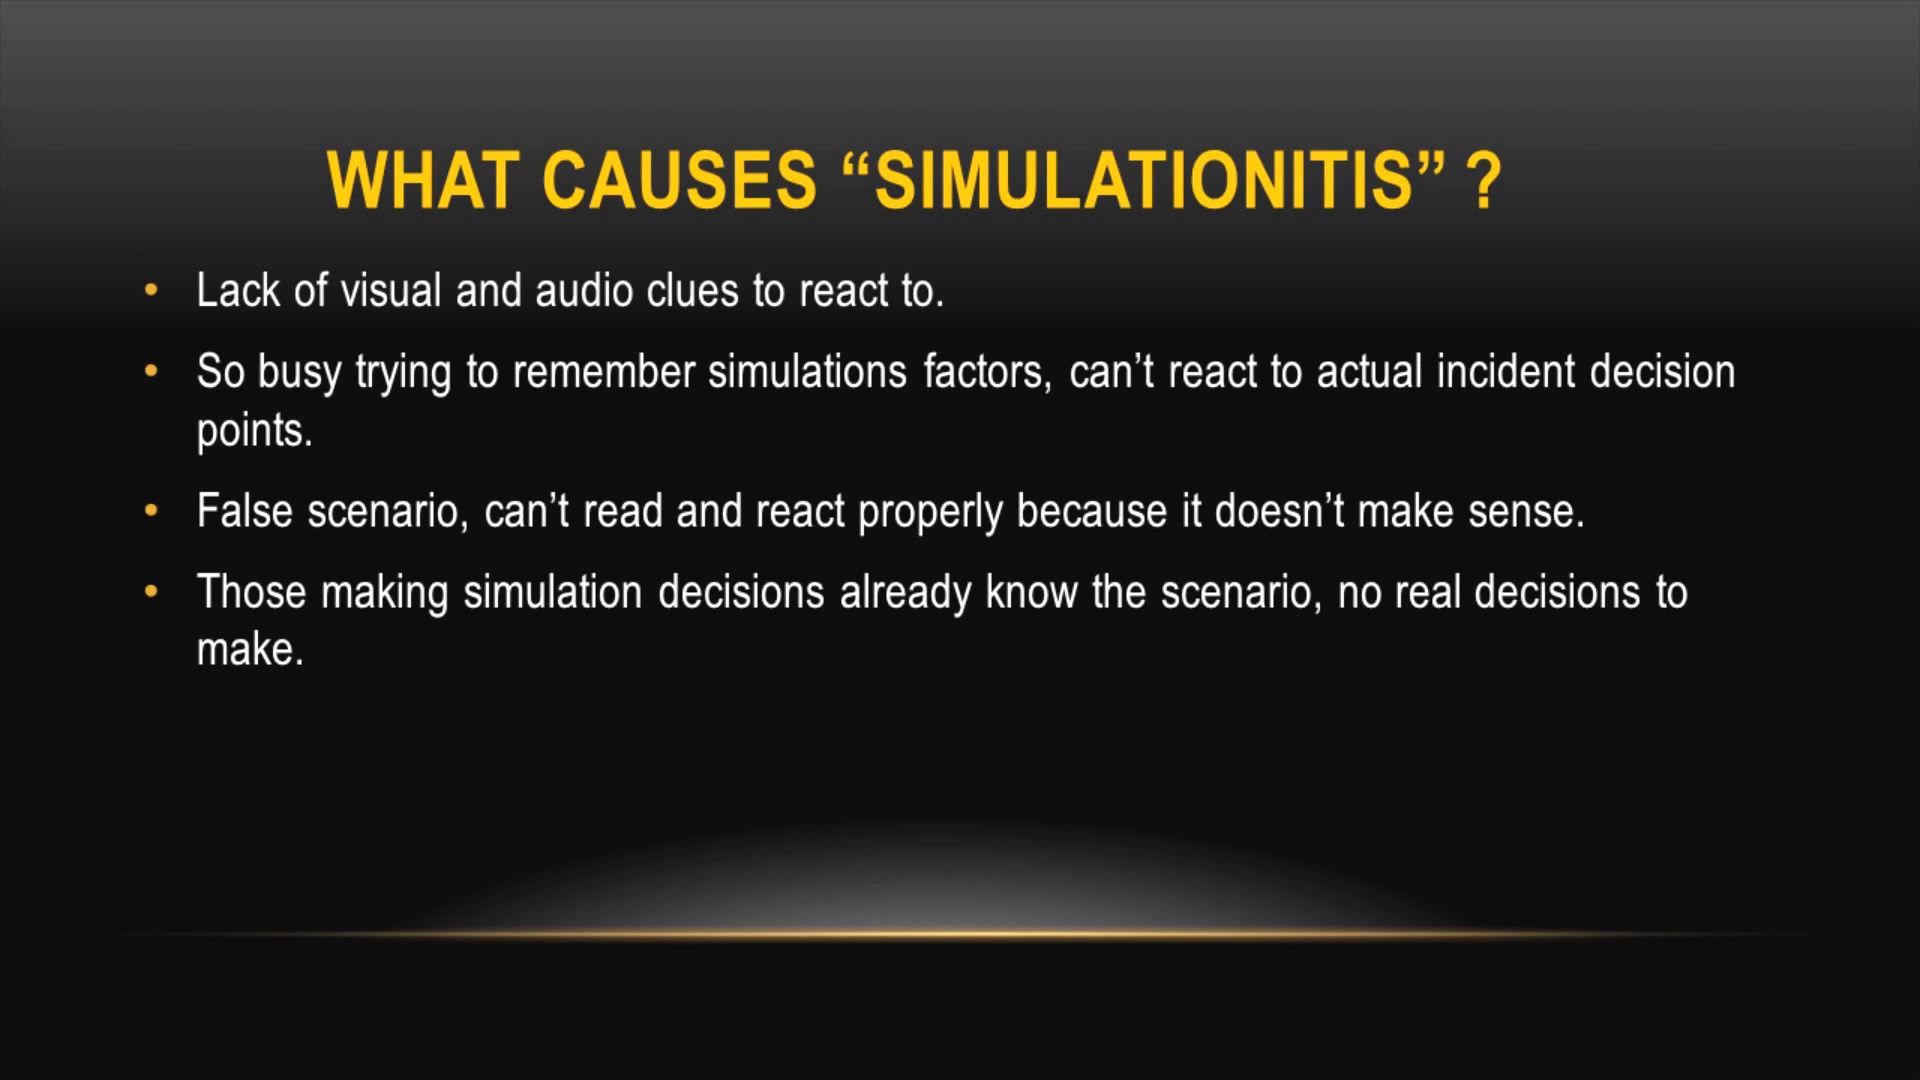 WHAT CAUSES “SIMULATIONITIS” ?
• Lack of visual and audio clues to react to.
• So busy trying to remember simulations factors, can’t react to actual incident decision
points.
• False scenario, can’t read and react properly because it doesn’t make sense.
• Those making simulation decisions already know the scenario, no real decisions to
make.